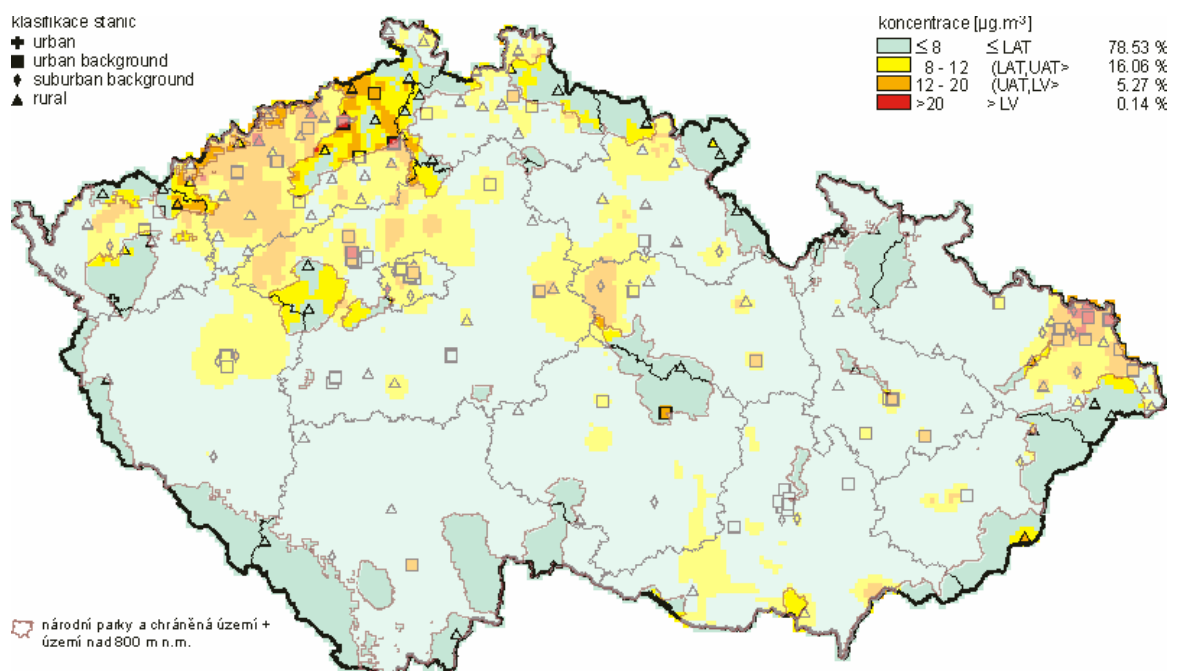 klasifikace stanic
urban
urban background
suburban background
rural
koncentrace [µg.m-3]
≤ 8 ≤ LAT 78.53 %
8 - 12 (LAT,UAT> 16.06 %
12 - 20 (UAT,LV> 5.27 %
>20 > LV 0.14 %
národní parky a chráněná území +
území nad 800 m n.m.